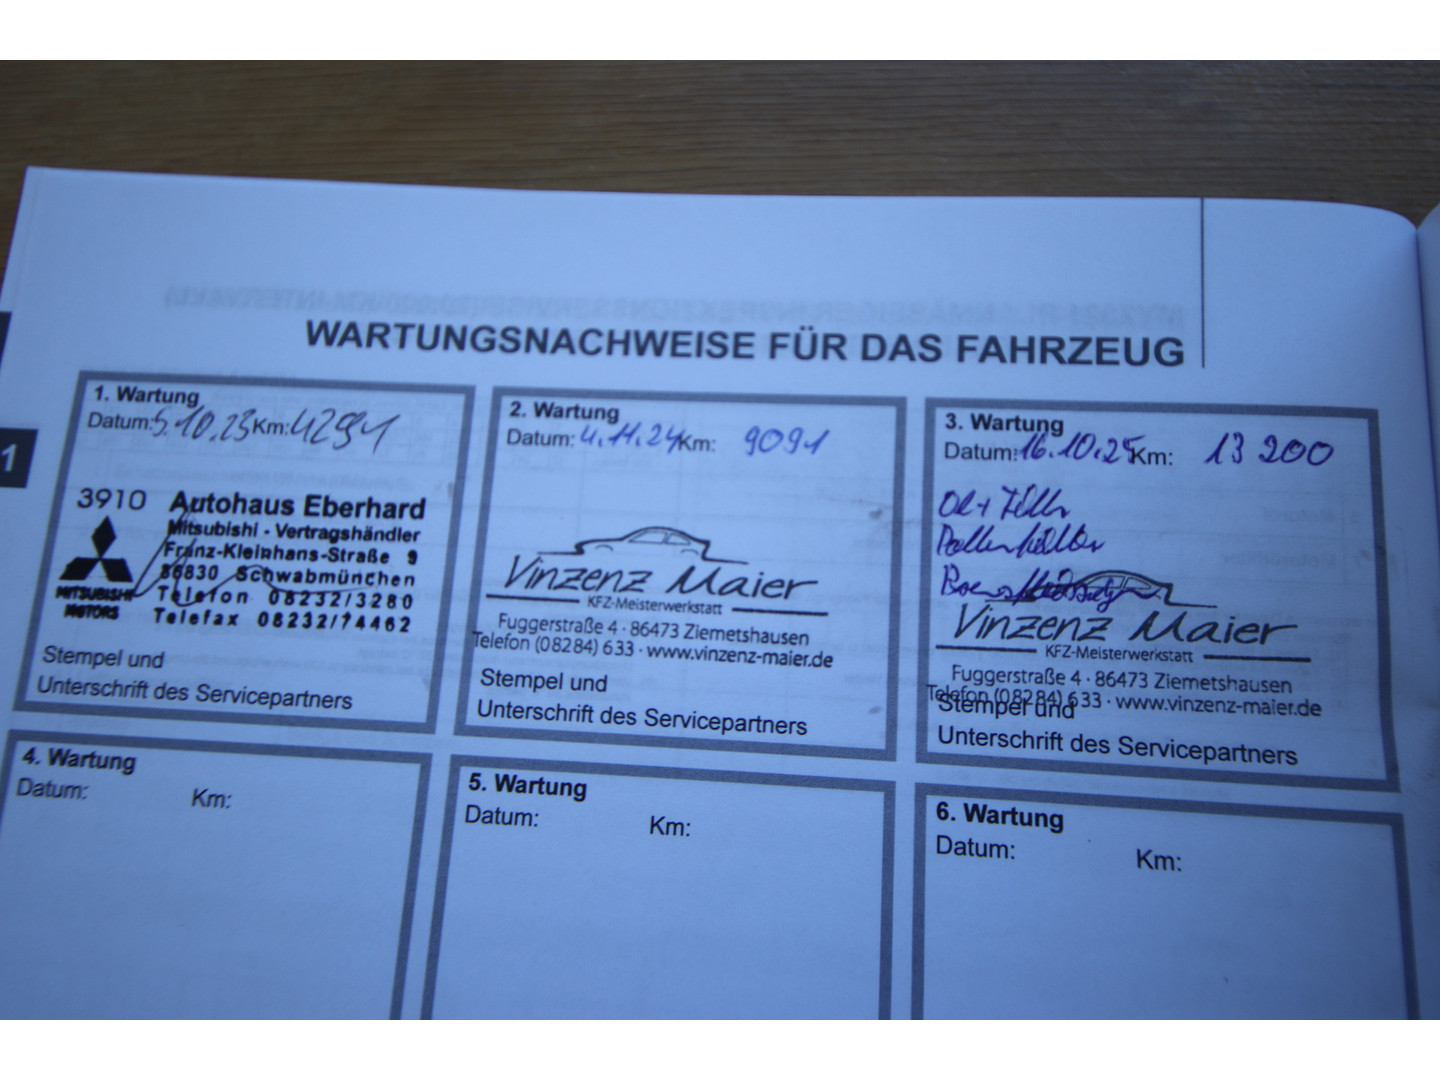 WARTUNGSNACHWEISE FÜR DAS FAHRZEUG
1
1. Wartung
Datum: 5.10.23 Km: 4291
3910 Autohaus Eberhard
Mitsubishi - Vertragshändler
Franz-Kleinhans-Straße 9
86830 Schwabmünchen
Telefon 08232/3280
Telefax 08232/74462
MITSUBISHI
MOTORS
Stempel und
Unterschrift des Servicepartners
2. Wartung
Datum: 4.11.24 Km: 9091
Vinzenz Maier
KFZ-Meisterwerkstatt
Fuggerstraße 4 · 86473 Ziemetshausen
Telefon (08284) 633 · www.vinzenz-maier.de
Stempel und
Unterschrift des Servicepartners
3. Wartung
Datum: 16.10.25 Km: 13 200
Öl + Filter
Pollenfilter
Vinzenz Maier
KFZ-Meisterwerkstatt
Fuggerstraße 4 · 86473 Ziemetshausen
Telefon (08284) 633 · www.vinzenz-maier.de
Stempel und
Unterschrift des Servicepartners
4. Wartung
Datum: Km:
5. Wartung
Datum: Km:
6. Wartung
Datum: Km: